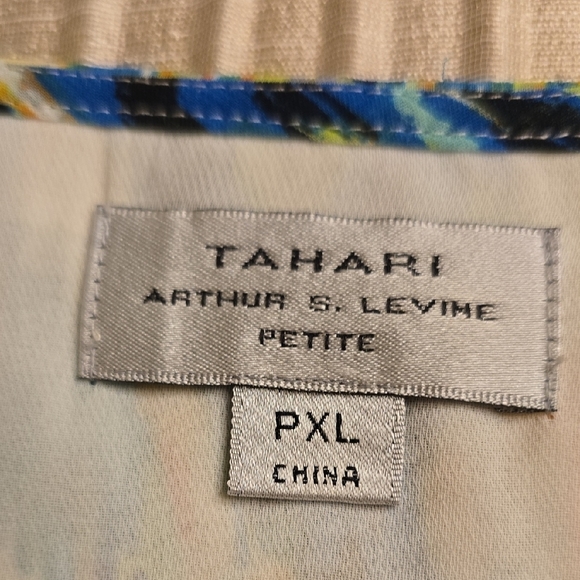 TAHARI
ARTHUR S. LEVINE
PETITE
PXL
CHINA